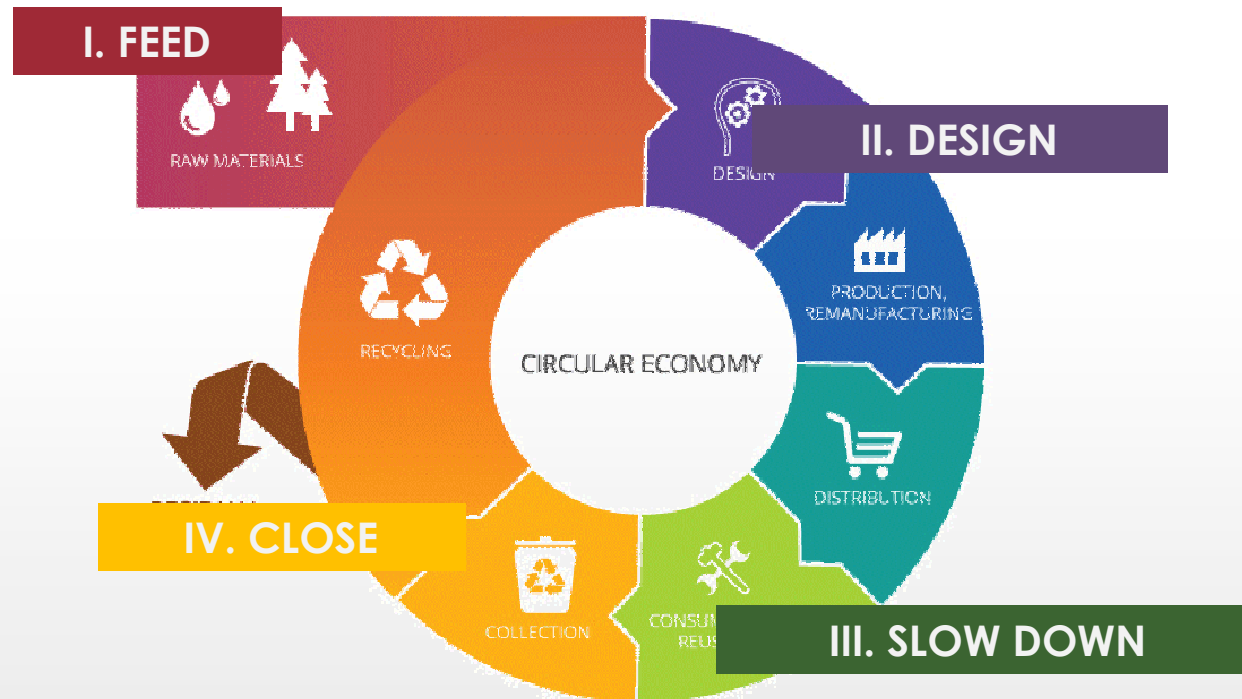 I. FEED
RAW MATERIALS
DESIGN
II. DESIGN
PRODUCTION,
REMANUFACTURING
RECYCLING
CIRCULAR ECONOMY
DISTRIBUTION
IV. CLOSE
COLLECTION
III. SLOW DOWN